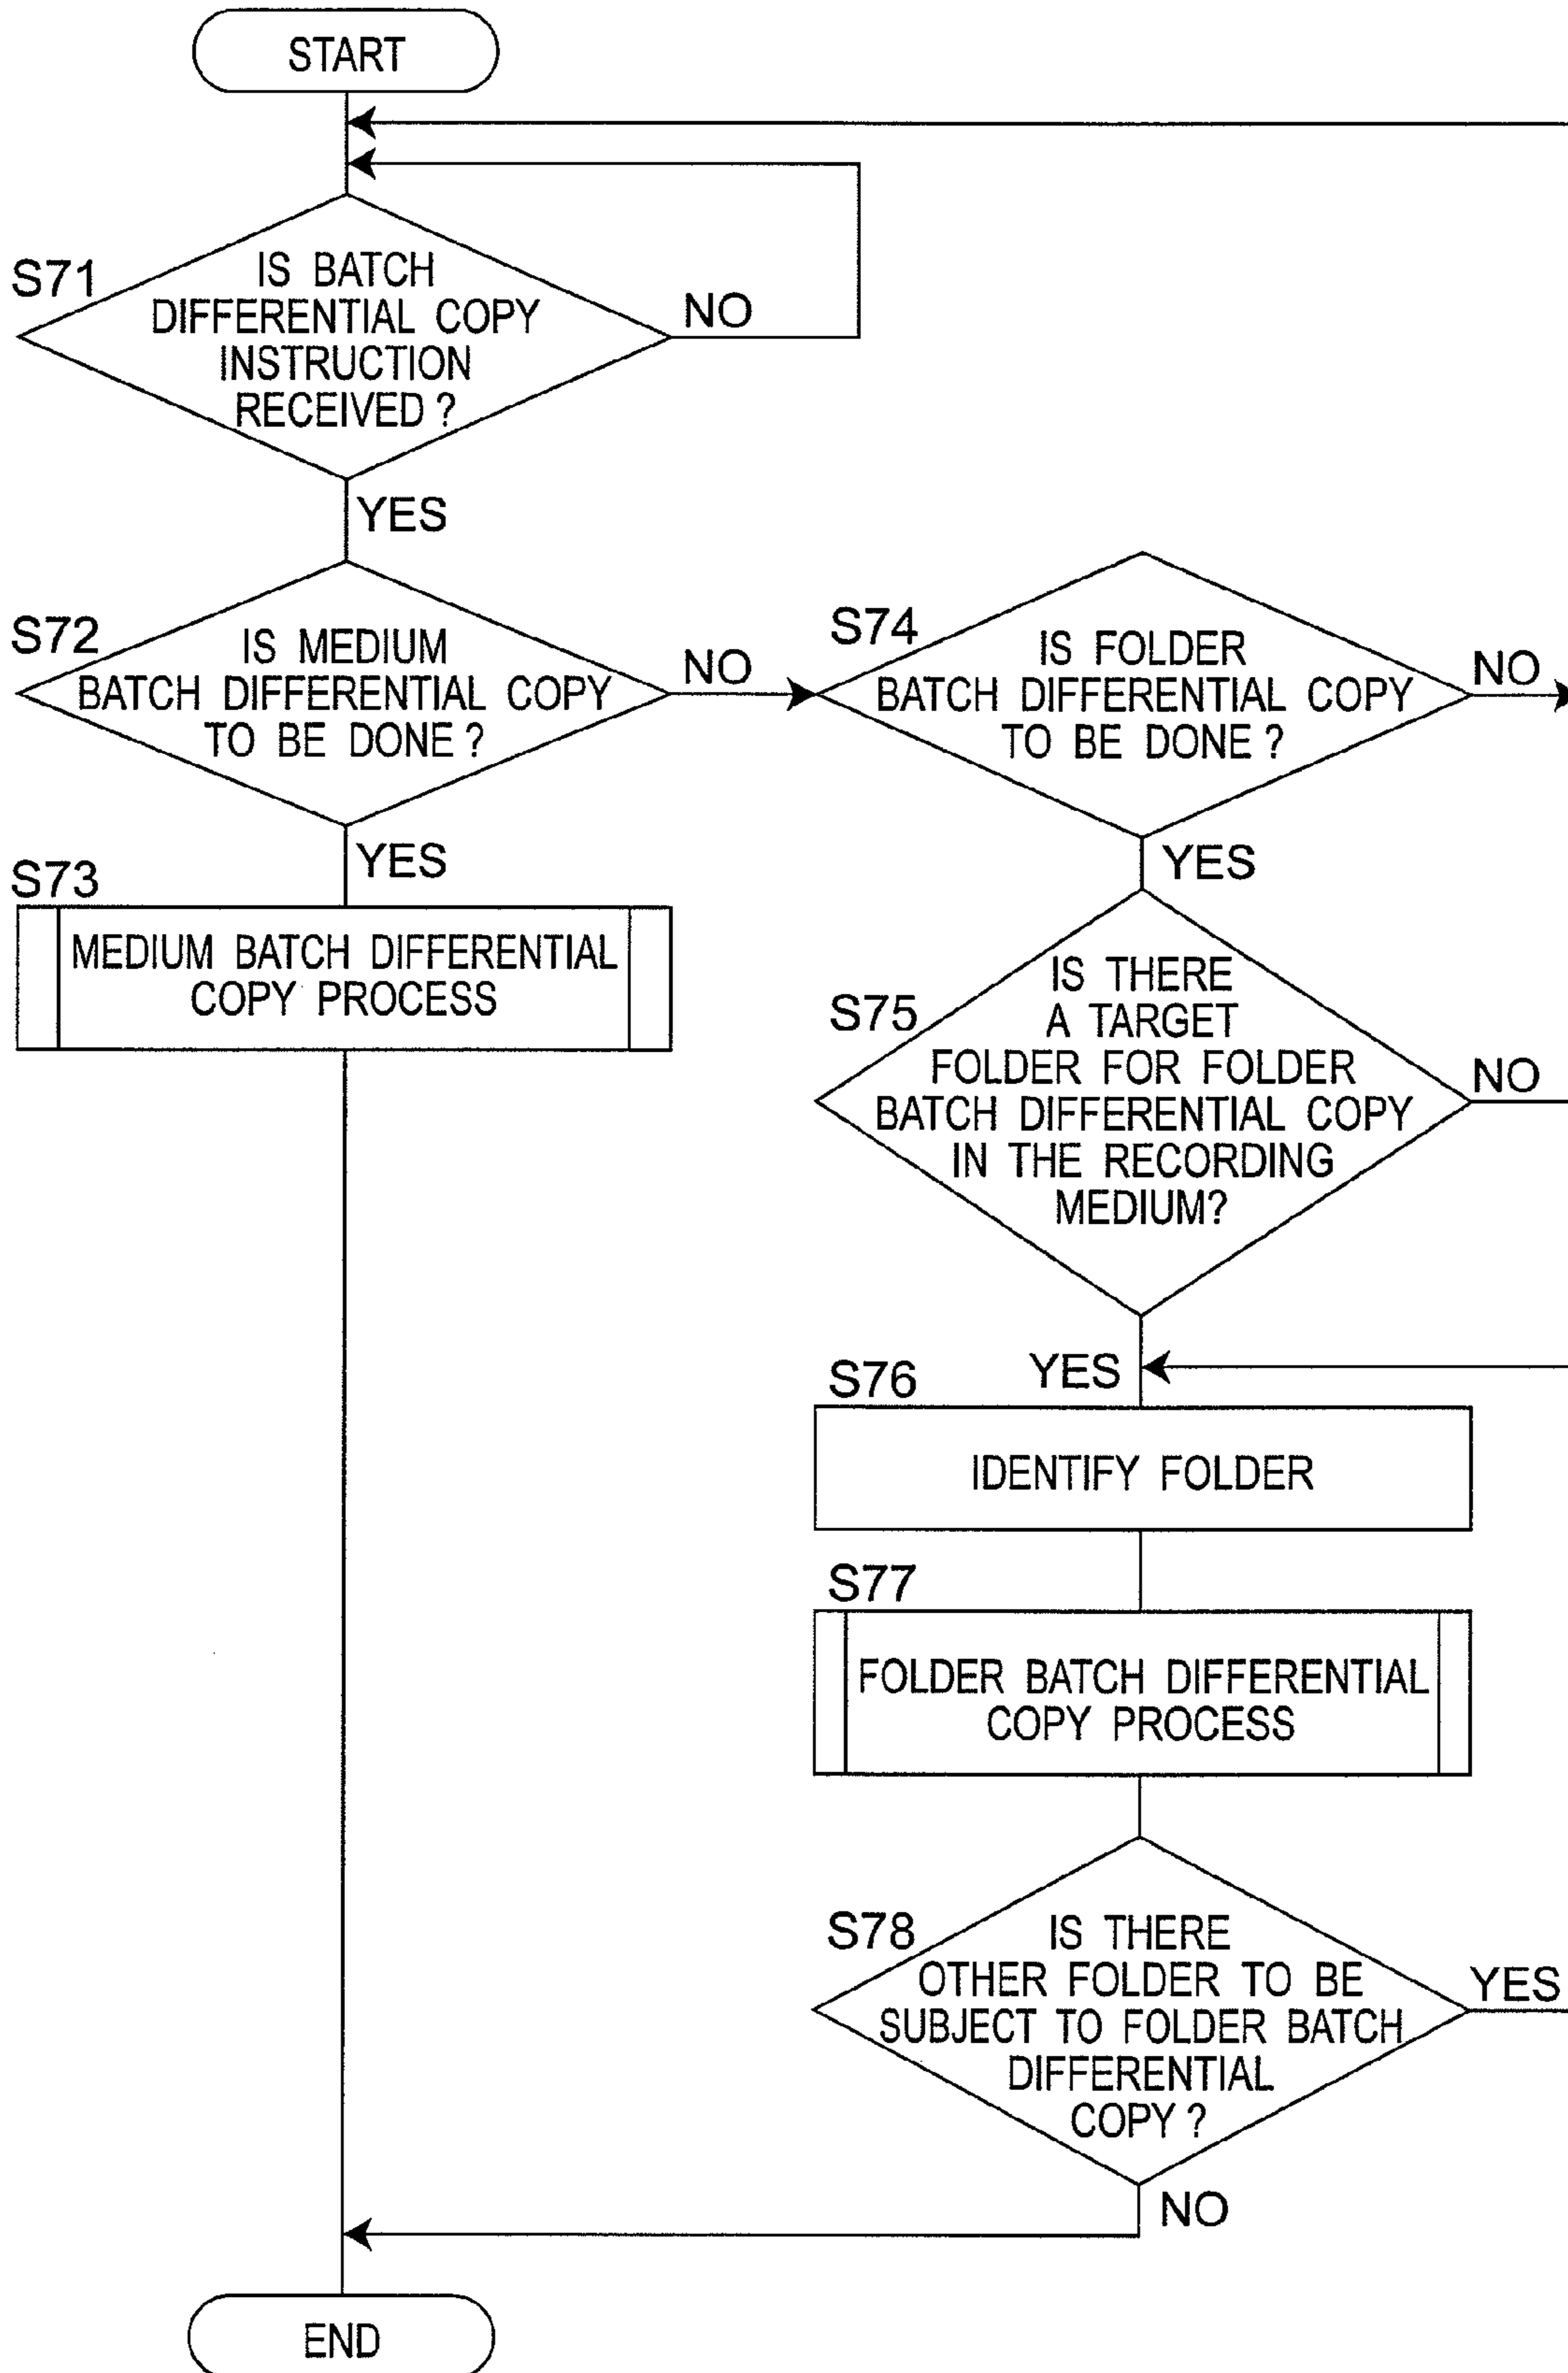 START
S71
IS BATCH
DIFFERENTIAL COPY
INSTRUCTION
RECEIVED?
NO
YES
S72
IS MEDIUM
BATCH DIFFERENTIAL COPY
TO BE DONE?
NO
YES
S73
MEDIUM BATCH DIFFERENTIAL
COPY PROCESS
S74
IS FOLDER
BATCH DIFFERENTIAL COPY
TO BE DONE?
NO
YES
S75
IS THERE
A TARGET
FOLDER FOR FOLDER
BATCH DIFFERENTIAL COPY
IN THE RECORDING
MEDIUM?
NO
YES
S76
IDENTIFY FOLDER
S77
FOLDER BATCH DIFFERENTIAL
COPY PROCESS
S78
IS THERE
OTHER FOLDER TO BE
SUBJECT TO FOLDER BATCH
DIFFERENTIAL
COPY?
YES
NO
END